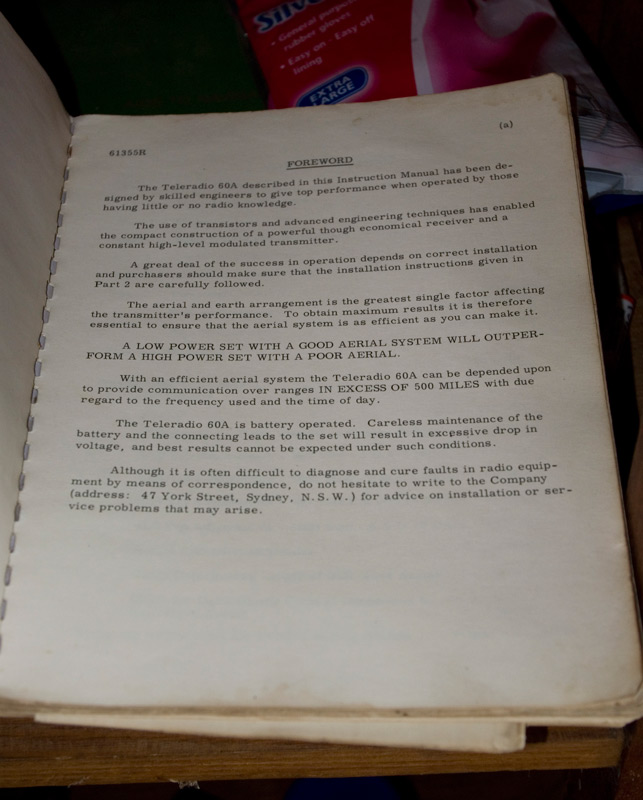 Silv
- General purpos
rubber gloves
- Easy on Easy off
lining
EXTRA
LARGE
(a)
61355R
FOREWORD
The Teleradio 60A described in this Instruction Manual has been de-
signed by skilled engineers to give top performance when operated by those
having little or no radio knowledge.
The use of transistors and advanced engineering techniques has enabled
the compact construction of a powerful though economical receiver and a
constant high-level modulated transmitter.
A great deal of the success in operation depends on correct installation
and purchasers should make sure that the installation instructions given in
Part 2 are carefully followed.
The aerial and earth arrangement is the greatest single factor affecting
the transmitter's performance. To obtain maximum results it is therefore
essential to ensure that the aerial system is as efficient as you can make it.
A LOW POWER SET WITH A GOOD AERIAL SYSTEM WILL OUTPER-
FORM A HIGH POWER SET WITH A POOR AERIAL.
With an efficient aerial system the Teleradio 60A can be depended upon
to provide communication over ranges IN EXCESS OF 500 MILES with due
regard to the frequency used and the time of day.
The Teleradio 60A is battery operated. Careless maintenance of the
battery and the connecting leads to the set will result in excessive drop in
voltage, and best results cannot be expected under such conditions.
Although it is often difficult to diagnose and cure faults in radio equip-
ment by means of correspondence, do not hesitate to write to the Company
(address: 47 York Street, Sydney, N.S.W.) for advice on installation or ser-
vice problems that may arise.